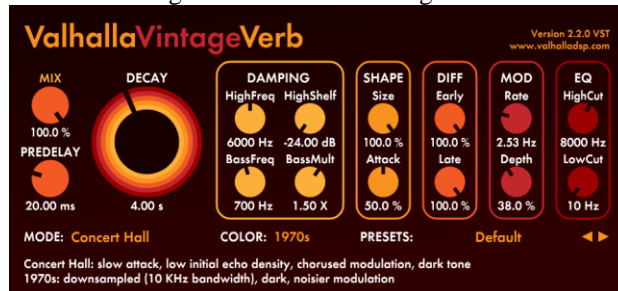 ValhallaVintageVerb
Version 2.2.0 VST
www.valhalladsp.com
MIX
100.0 %
PREDELAY
20.00 ms
DECAY
4.00 s
DAMPING
HighFreq HighShelf
6000 Hz -24.00 dB
BassFreq BassMult
700 Hz 1.50 X
SHAPE
Size
100.0 %
Attack
50.0 %
DIFF
Early
100.0 %
Late
100.0 %
MOD
Rate
2.53 Hz
Depth
38.0 %
EQ
HighCut
8000 Hz
LowCut
10 Hz
MODE: Concert Hall COLOR: 1970s PRESETS: Default
Concert Hall: slow attack, low initial echo density, chorused modulation, dark tone
1970s: downsampled (10 KHz bandwidth), dark, noisier modulation